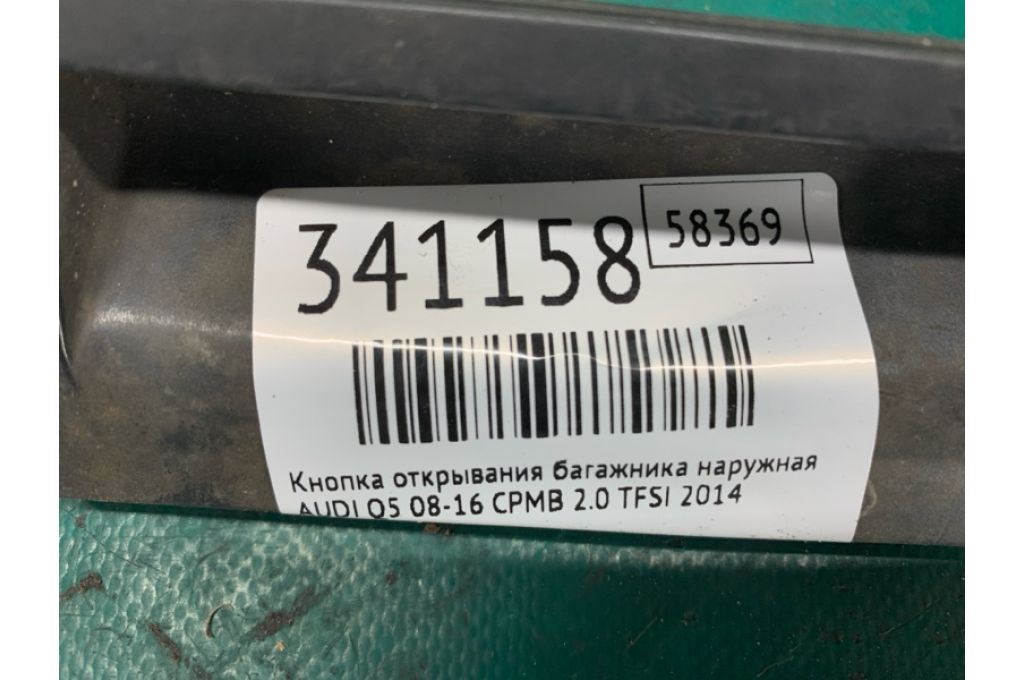 341158
58369
Кнопка открывания багажника наружная
AUDI Q5 08-16 CPMB 2.0 TFSI 2014